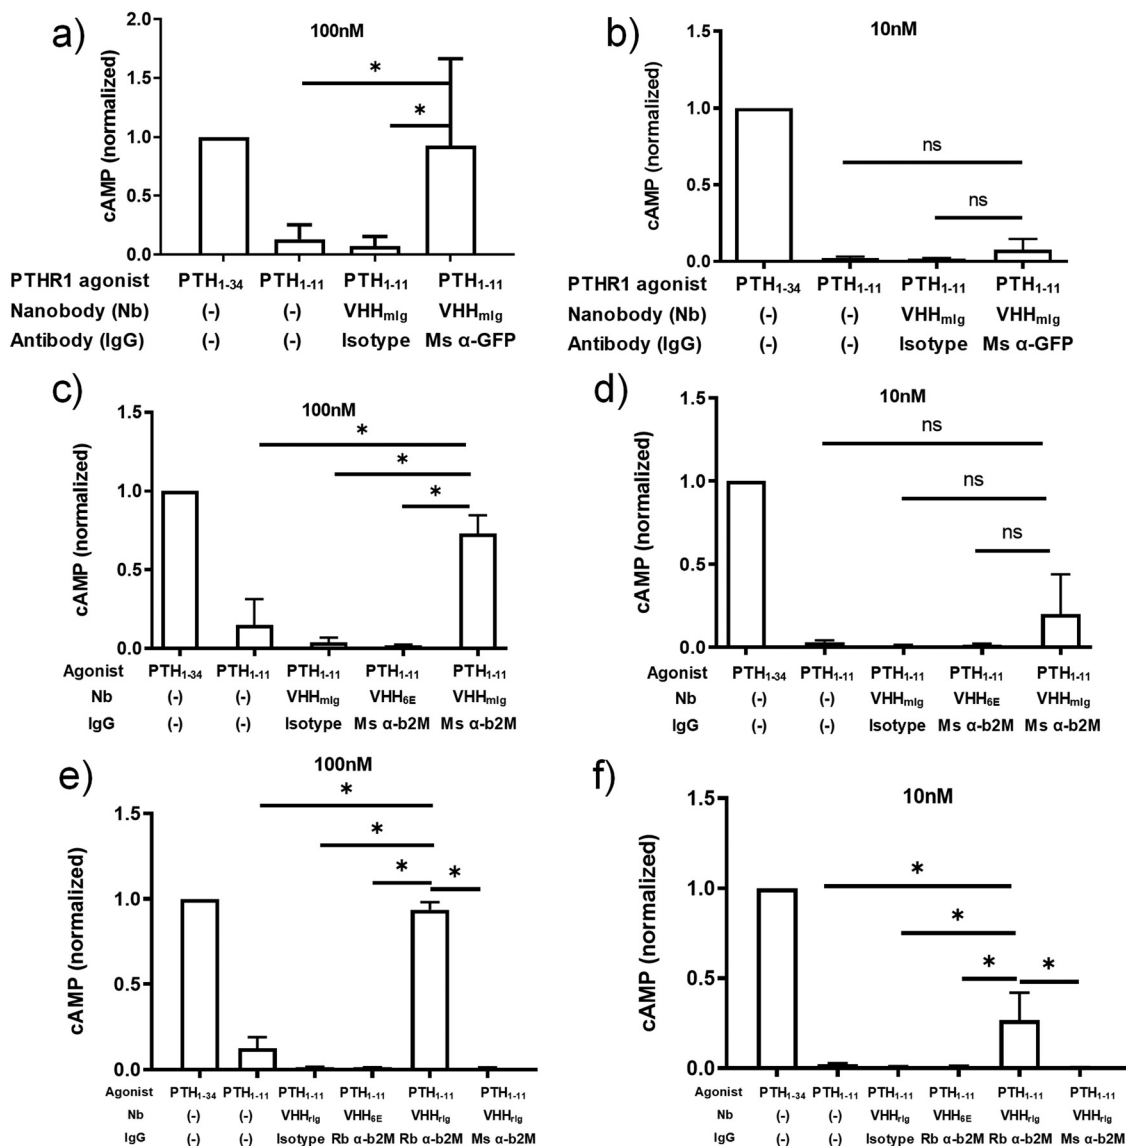 a)
100nM
2.0
1.5
1.0
0.5
0.0
cAMP (normalized)
*
*
PTHR1 agonist PTH1-34 PTH1-11 PTH1-11 PTH1-11
Nanobody (Nb) (-) (-) VHHmIg VHHmIg
Antibody (IgG) (-) (-) Isotype Ms α-GFP
b)
10nM
1.5
1.0
0.5
0.0
cAMP (normalized)
ns
ns
PTHR1 agonist PTH1-34 PTH1-11 PTH1-11 PTH1-11
Nanobody (Nb) (-) (-) VHHmIg VHHmIg
Antibody (IgG) (-) (-) Isotype Ms α-GFP
c)
100nM
1.5
1.0
0.5
0.0
cAMP (normalized)
*
*
*
Agonist PTH1-34 PTH1-11 PTH1-11 PTH1-11 PTH1-11
Nb (-) (-) VHHmIg VHH6E VHHmIg
IgG (-) (-) Isotype Ms α-b2M Ms α-b2M
d)
10nM
1.5
1.0
0.5
0.0
cAMP (normalized)
ns
ns
ns
Agonist PTH1-34 PTH1-11 PTH1-11 PTH1-11 PTH1-11
Nb (-) (-) VHHmIg VHH6E VHHmIg
IgG (-) (-) Isotype Ms α-b2M Ms α-b2M
e)
100nM
1.5
1.0
0.5
0.0
cAMP (normalized)
*
*
*
*
Agonist PTH1-34 PTH1-11 PTH1-11 PTH1-11 PTH1-11 PTH1-11
Nb (-) (-) VHHrIg VHH6E VHHrIg VHHrIg
IgG (-) (-) Isotype Rb α-b2M Rb α-b2M Ms α-b2M
f)
10nM
1.5
1.0
0.5
0.0
cAMP (normalized)
*
*
*
*
Agonist PTH1-34 PTH1-11 PTH1-11 PTH1-11 PTH1-11 PTH1-11
Nb (-) (-) VHHrIg VHH6E VHHrIg VHHrIg
IgG (-) (-) Isotype Rb α-b2M Rb α-b2M Ms α-b2M